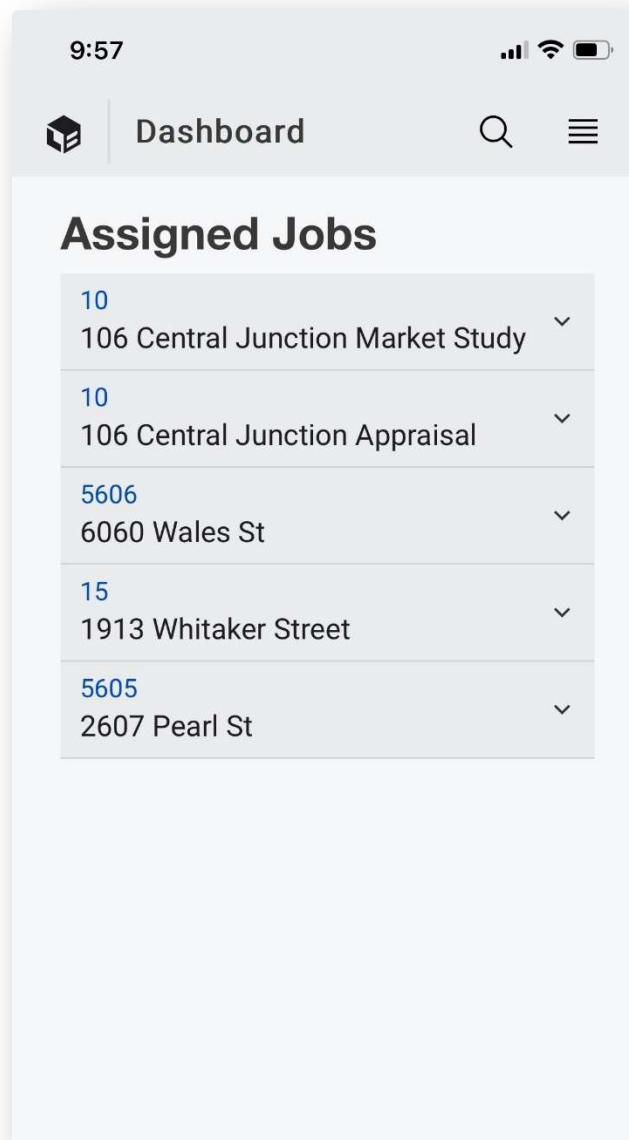 9:57
Dashboard
Assigned Jobs
10
106 Central Junction Market Study
10
106 Central Junction Appraisal
5606
6060 Wales St
15
1913 Whitaker Street
5605
2607 Pearl St